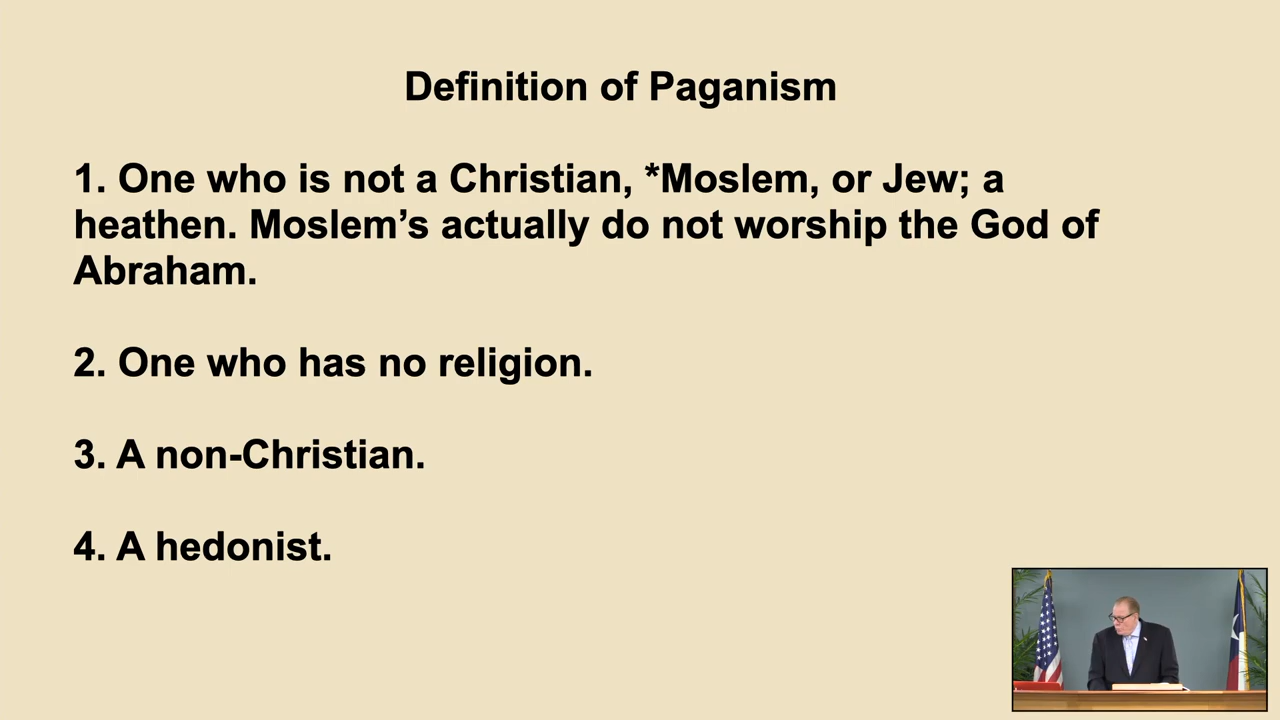 Definition of Paganism
1. One who is not a Christian, *Moslem, or Jew; a
heathen. Moslem’s actually do not worship the God of
Abraham.
2. One who has no religion.
3. A non-Christian.
4. A hedonist.